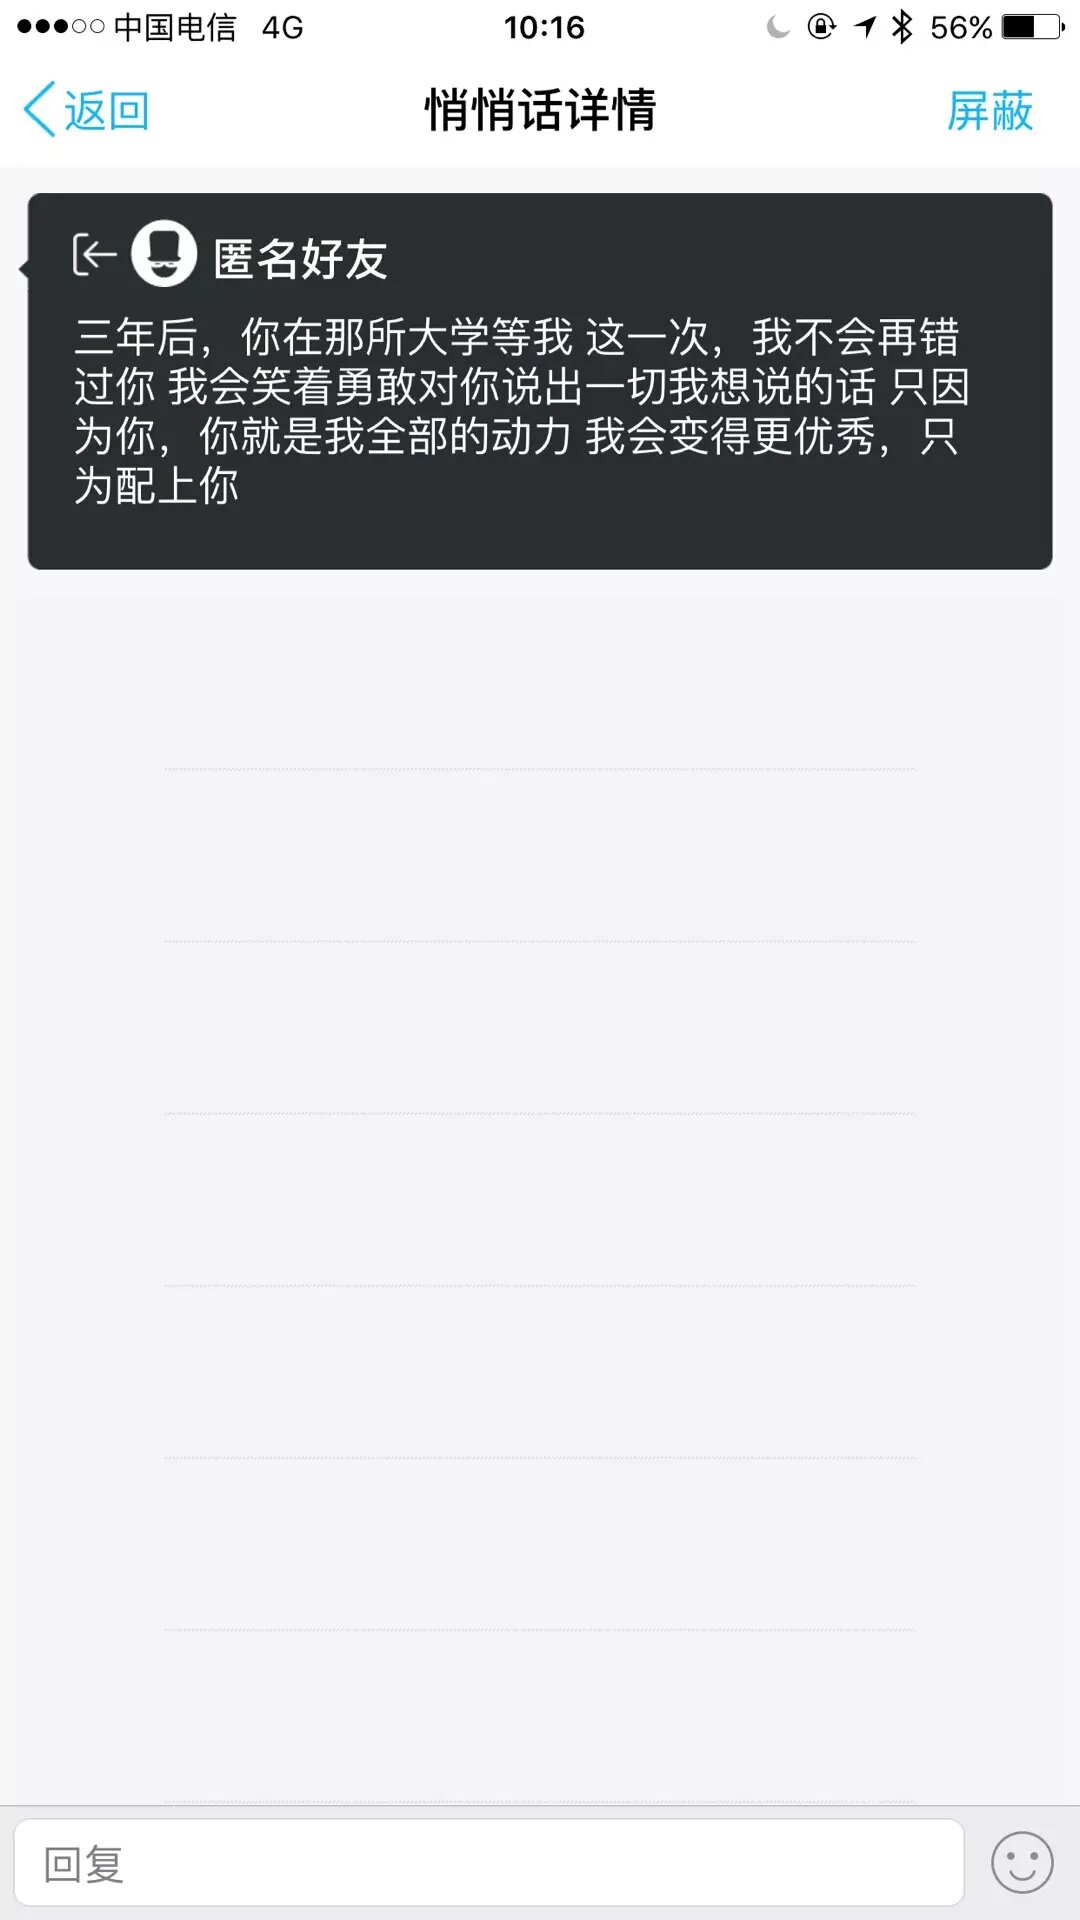 中国电信 4G 10:16 56%
返回 悄悄话详情 屏蔽
匿名好友
三年后，你在那所大学等我 这一次，我不会再错
过你 我会笑着勇敢对你说出一切我想说的话 只因
为你，你就是我全部的动力 我会变得更优秀，只
为配上你
回复